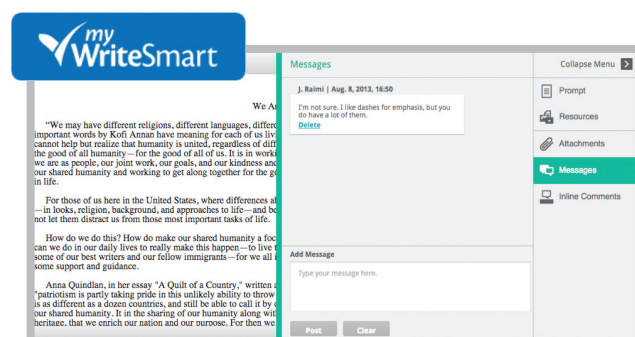 my
WriteSmart
We A
"We may have different religions, different languages, differe
important words by Kofi Annan have meaning for each of us livi
cannot help but realize that humanity is united, regardless of diff
the good of all humanity—for the good of all of us. It is in worki
we are as people, our joint work, our goals, and our kindness and
our shared humanity and working to get along together for the go
in life.
For those of us here in the United States, where differences a
—in looks, religion, background, and approaches to life—and be
not let them distract us from those most important tasks of life.
How do we do this? How do make our shared humanity a foc
can we do in our daily lives to really make this happen—to live t
some of our best writers and our fellow immigrants—for we all i
some support and guidance.
Anna Quindlan, in her essay "A Quilt of a Country," written a
"patriotism is partly taking pride in this unlikely ability to throw
is as different as a dozen countries, and still be able to call it by
our shared humanity. It in the sharing of our humanity along wit
heritage, that we enrich our nation and our purpose. For then we
Messages
J. Raimi | Aug. 8, 2013, 16:50
I'm not sure. I like dashes for emphasis, but you
do have a lot of them.
Delete
Add Message
Type your message here.
Post Clear
Collapse Menu
Prompt
Resources
Attachments
Messages
Inline Comments